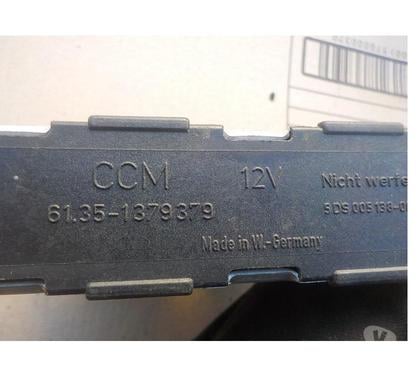 CCM 12V Nicht werfe
61.35-1379379 5 DS 005 138-0
Made in W.-Germany